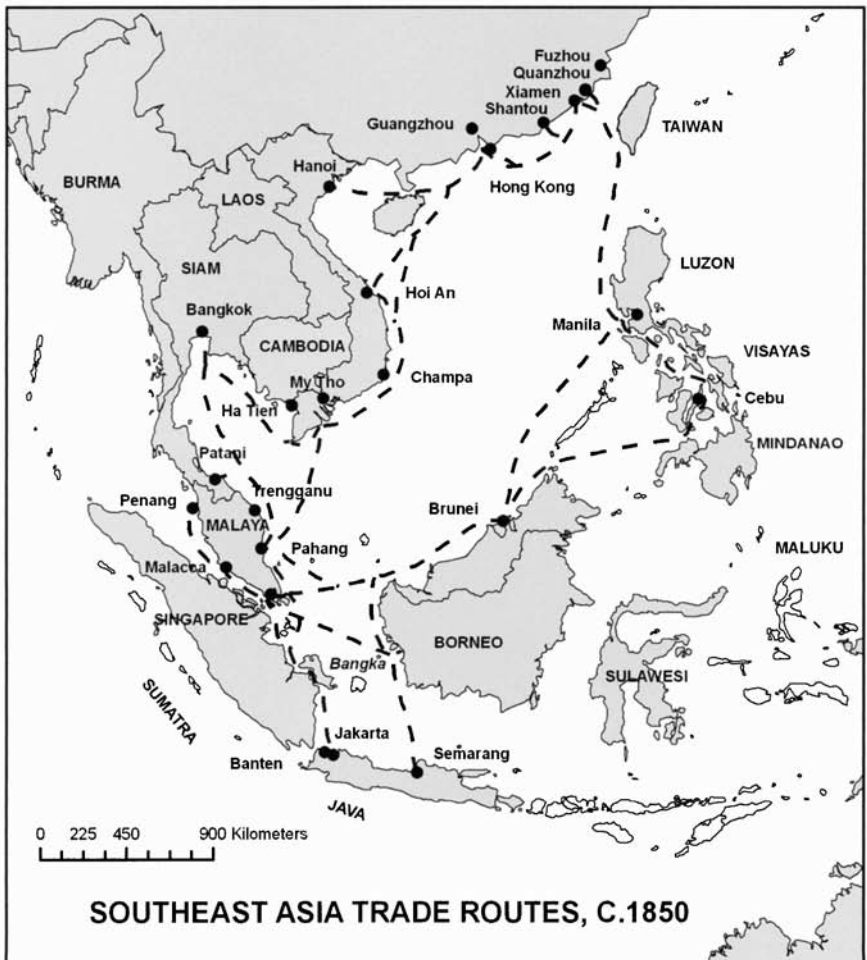 Fuzhou
Quanzhou
Xiamen
Shantou
Guangzhou
TAIWAN
Hanoi
BURMA
LAOS
Hong Kong
SIAM
LUZON
Hoi An
Bangkok
Manila
CAMBODIA
VISAYAS
My Tho
Champa
Cebu
Ha Tien
MINDANAO
Patani
Trengganu
Penang
Brunei
MALAYA
Pahang
MALUKU
Malacca
SINGAPORE
BORNEO
Bangka
SULAWESI
SUMATRA
Jakarta
Semarang
Banten
JAVA
0 225 450 900 Kilometers
SOUTHEAST ASIA TRADE ROUTES, C.1850